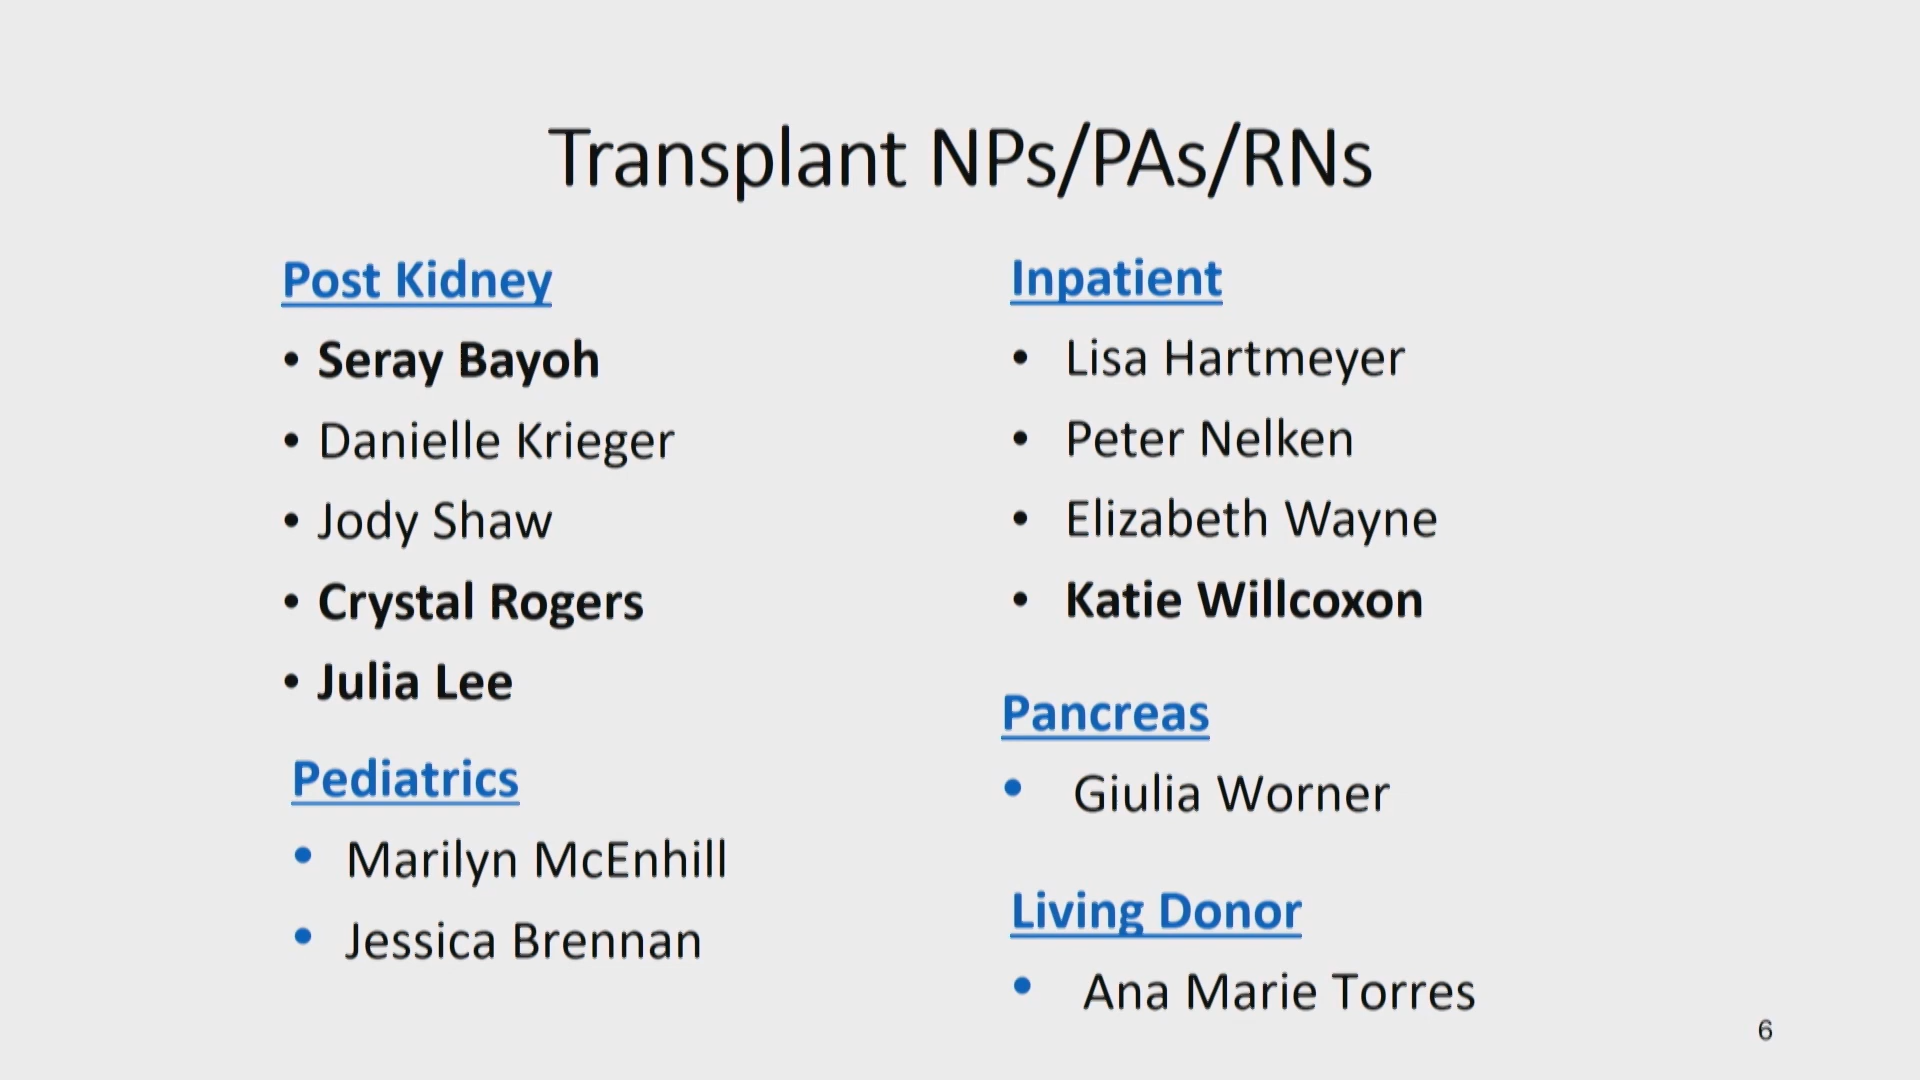 Transplant NPs/PAs/RNs
Post Kidney
• Seray Bayoh
• Danielle Krieger
• Jody Shaw
• Crystal Rogers
• Julia Lee
Pediatrics
• Marilyn McEnhill
• Jessica Brennan
Inpatient
• Lisa Hartmeyer
• Peter Nelken
• Elizabeth Wayne
• Katie Willcoxon
Pancreas
• Giulia Worner
Living Donor
• Ana Marie Torres
6